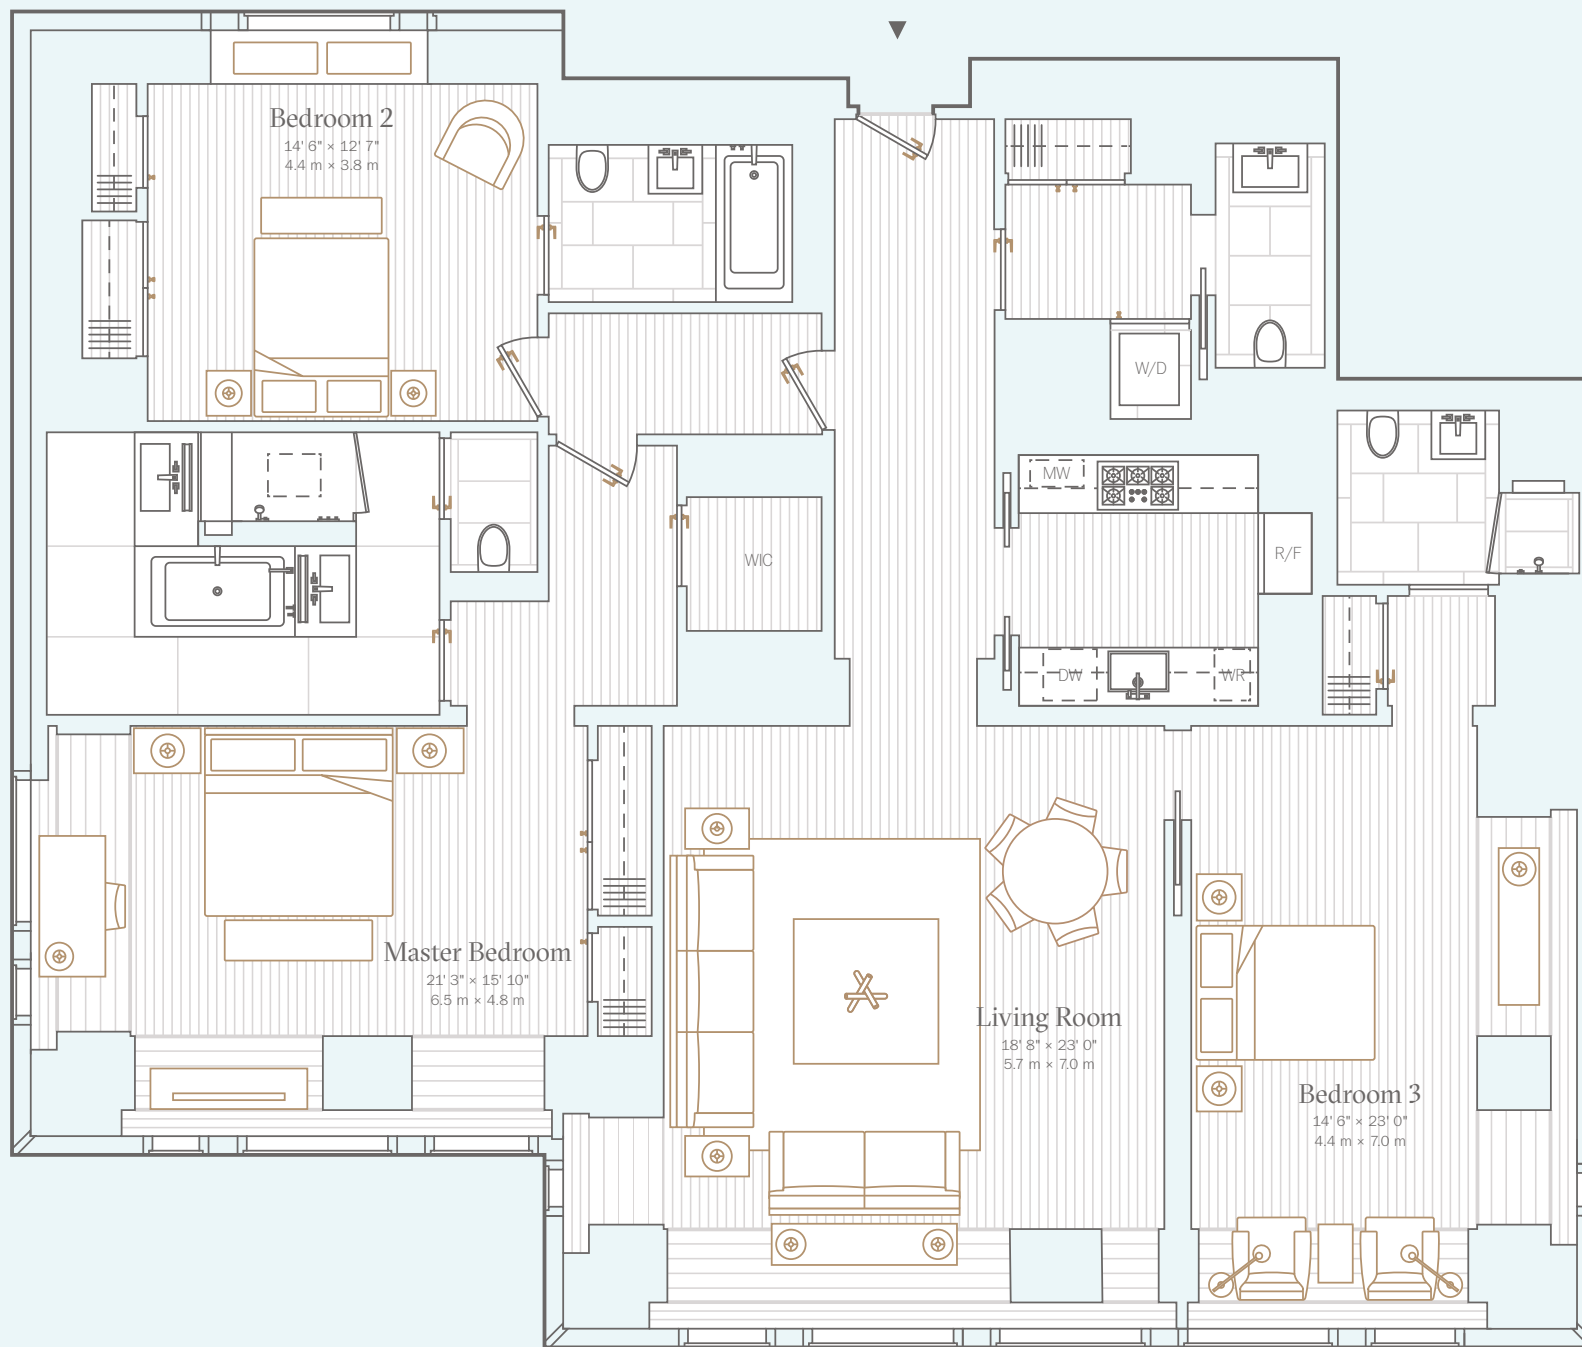 Bedroom 2
14' 6" × 12' 7"
4.4 m × 3.8 m
W/D
MW
R/F
WIC
DW
WR
Master Bedroom
21' 3" × 15' 10"
6.5 m × 4.8 m
Living Room
18' 8" × 23' 0"
5.7 m × 7.0 m
Bedroom 3
14' 6" × 23' 0"
4.4 m × 7.0 m